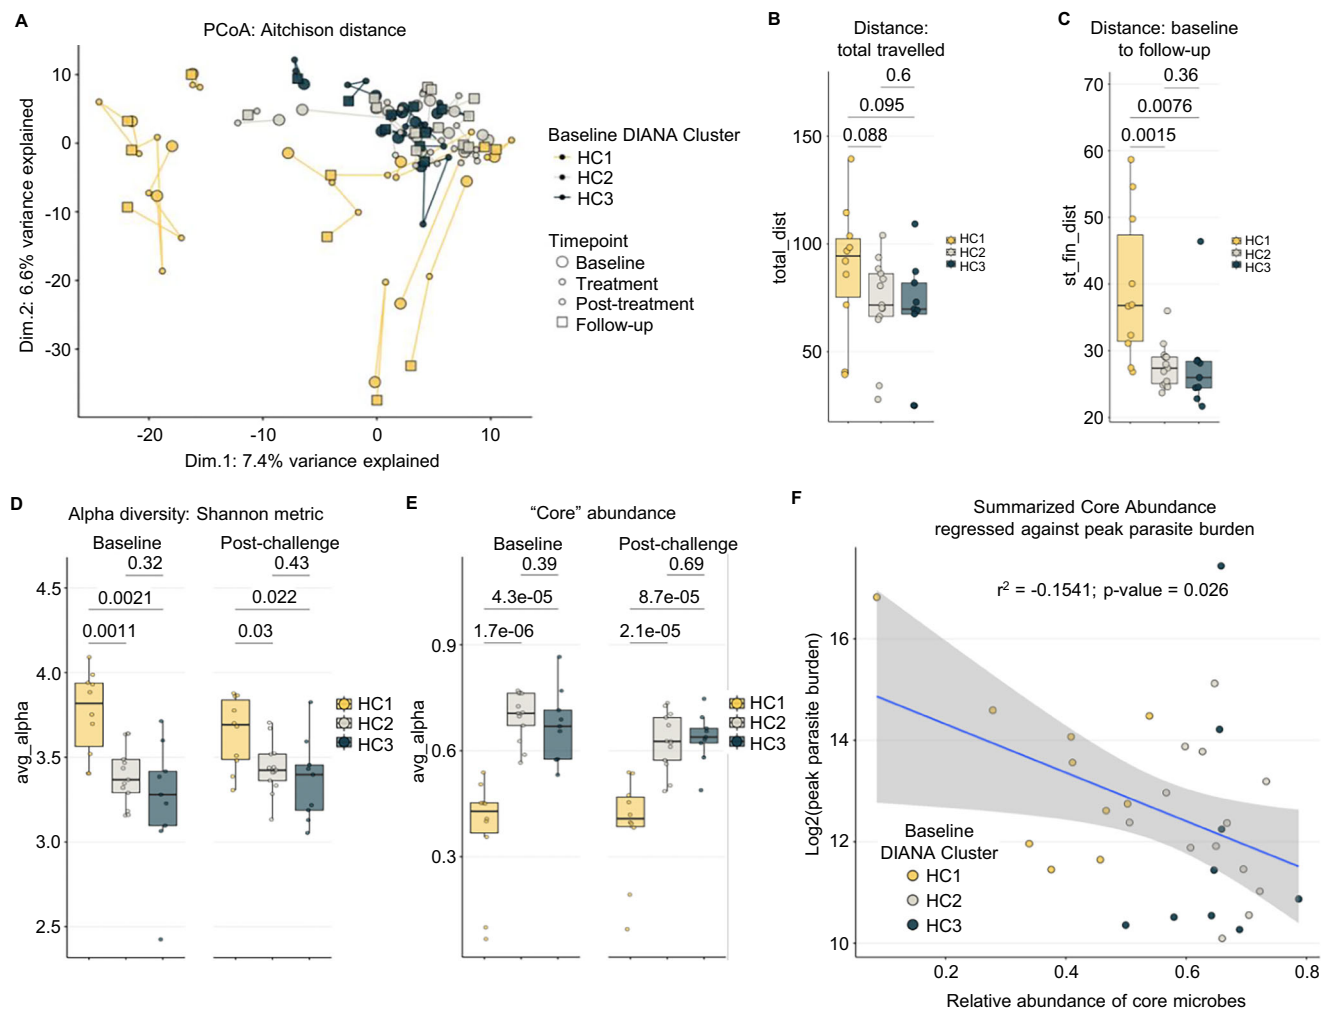 A
PCoA: Aitchison distance
10
0
-10
-20
-30
Dim.2: 6.6% variance explained
-20
-10
0
10
Dim.1: 7.4% variance explained
Baseline DIANA Cluster
HC1
HC2
HC3
Timepoint
Baseline
Treatment
Post-treatment
Follow-up
B
Distance:
total travelled
0.6
0.095
0.088
150
100
50
total_dist
HC1
HC2
HC3
C
Distance: baseline
to follow-up
0.36
0.0076
0.0015
70
60
50
40
30
20
st_fin_dist
HC1
HC2
HC3
D
Alpha diversity: Shannon metric
Baseline
Post-challenge
0.32
0.43
0.0021
0.022
0.0011
0.03
4.5
4.0
3.5
3.0
2.5
avg_alpha
HC1
HC2
HC3
E
“Core” abundance
Baseline
Post-challenge
0.39
0.69
4.3e-05
8.7e-05
1.7e-06
2.1e-05
0.9
0.6
0.3
avg_alpha
HC1
HC2
HC3
F
Summarized Core Abundance
regressed against peak parasite burden
r² = -0.1541; p-value = 0.026
16
14
12
10
Log2(peak parasite burden)
Baseline
DIANA Cluster
HC1
HC2
HC3
0.2
0.4
0.6
0.8
Relative abundance of core microbes